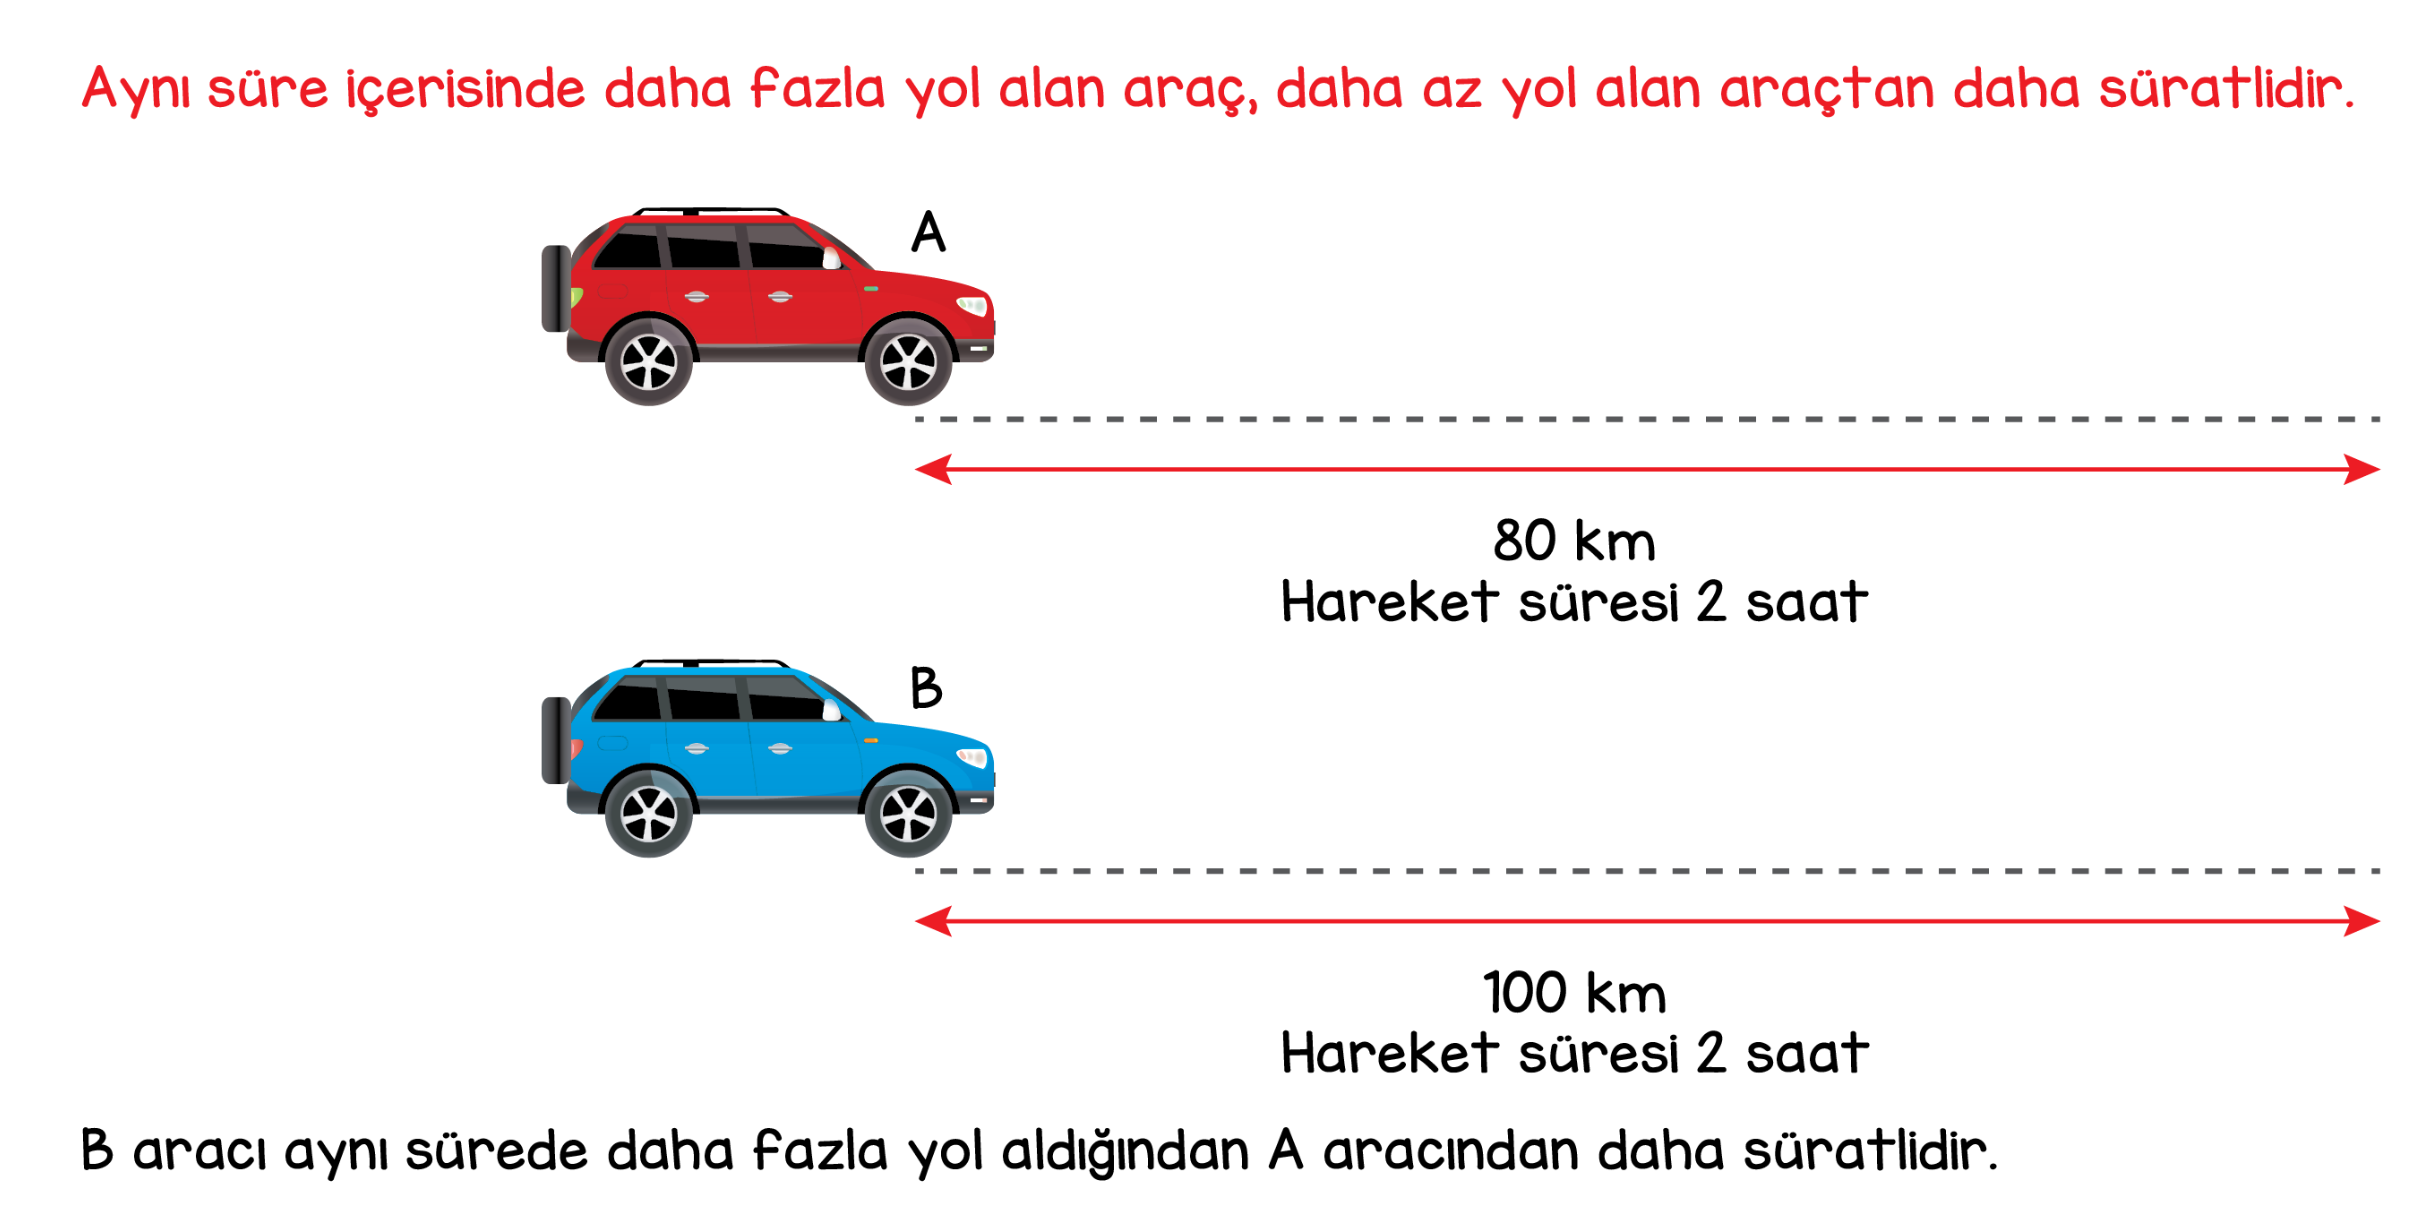 Aynı süre içerisinde daha fazla yol alan araç, daha az yol alan araçtan daha süratlidir.
A
80 km
Hareket süresi 2 saat
B
100 km
Hareket süresi 2 saat
B aracı aynı sürede daha fazla yol aldığından A aracından daha süratlidir.